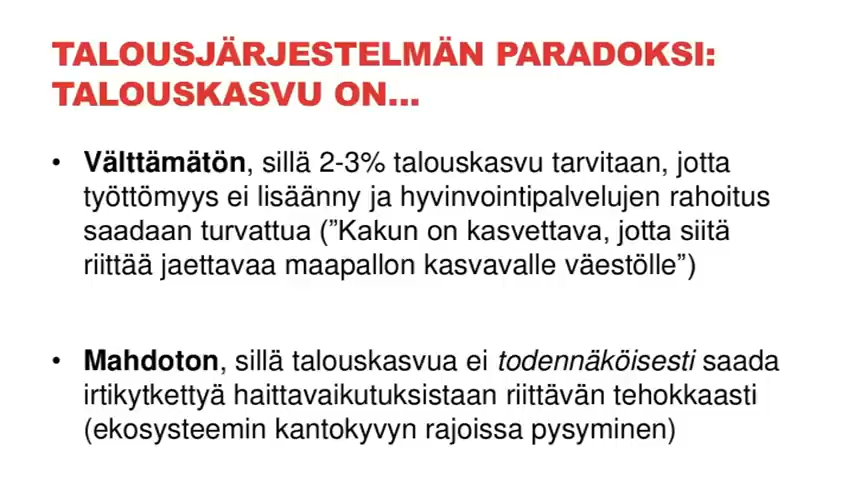 TALOUSJÄRJESTELMÄN PARADOKSI:
TALOUSKASVU ON...
• Välttämätön, sillä 2-3% talouskasvu tarvitaan, jotta
työttömyys ei lisäänny ja hyvinvointipalvelujen rahoitus
saadaan turvattua (”Kakun on kasvettava, jotta siitä
riittää jaettavaa maapallon kasvavalle väestölle”)
• Mahdoton, sillä talouskasvua ei todennäköisesti saada
irtikytkettyä haittavaikutuksistaan riittävän tehokkaasti
(ekosysteemin kantokyvyn rajoissa pysyminen)